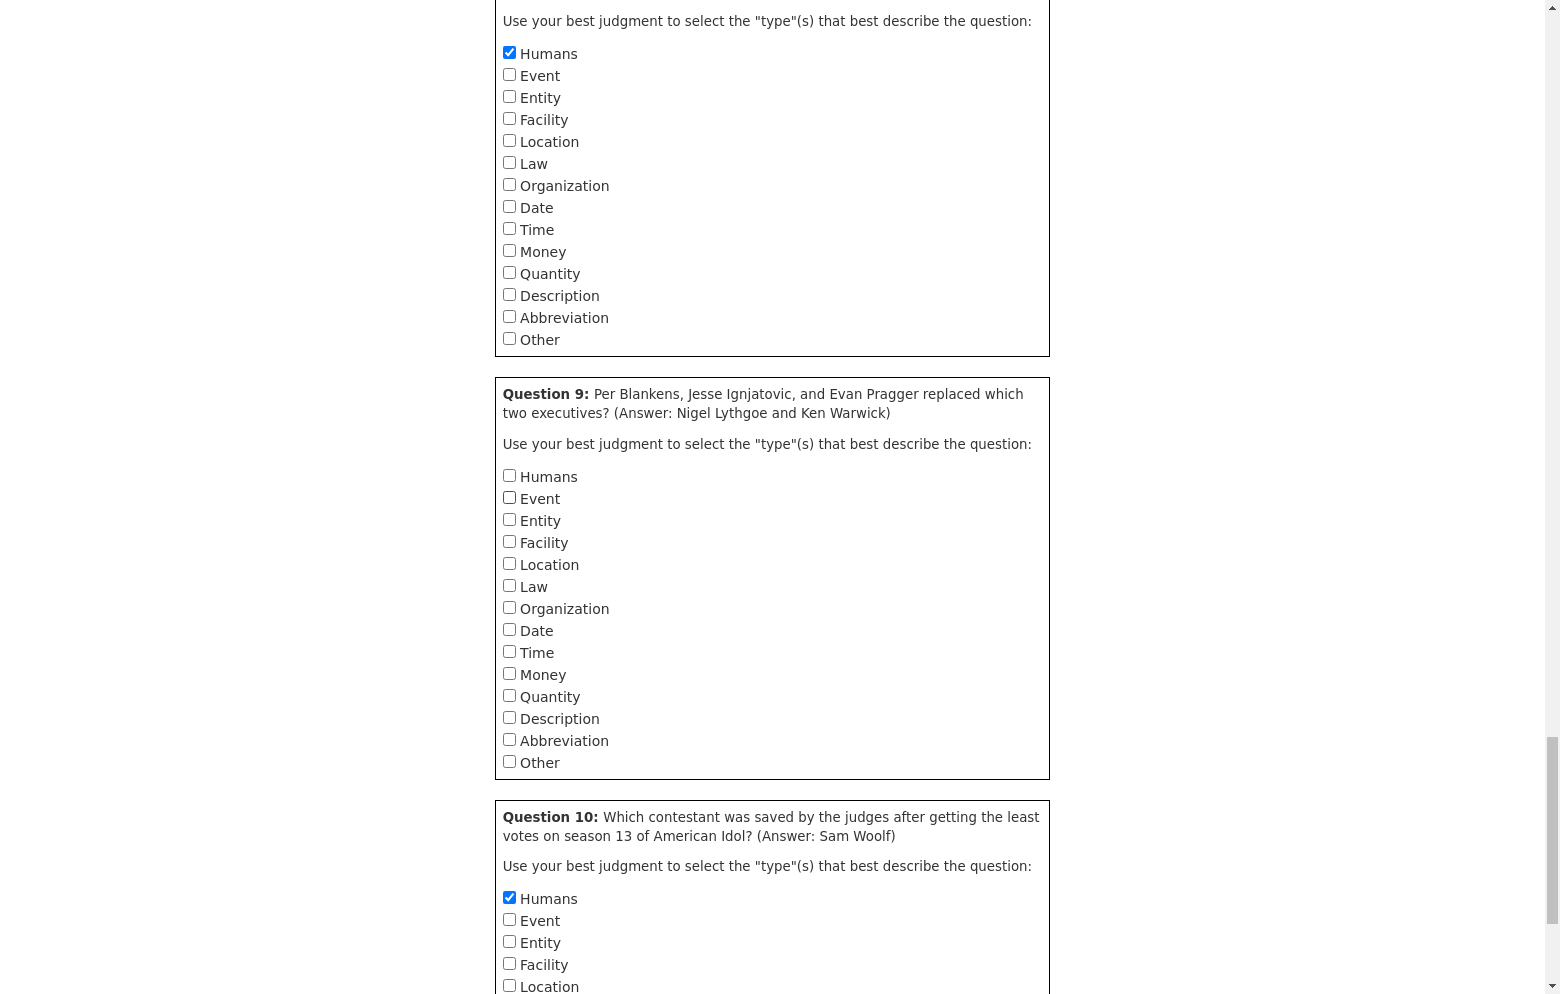 Use your best judgment to select the "type"(s) that best describe the question:
Humans
Event
Entity
Facility
Location
Law
Organization
Date
Time
Money
Quantity
Description
Abbreviation
Other
Question 9: Per Blankens, Jesse Ignjatovic, and Evan Pragger replaced which
two executives? (Answer: Nigel Lythgoe and Ken Warwick)
Use your best judgment to select the "type"(s) that best describe the question:
Humans
Event
Entity
Facility
Location
Law
Organization
Date
Time
Money
Quantity
Description
Abbreviation
Other
Question 10: Which contestant was saved by the judges after getting the least
votes on season 13 of American Idol? (Answer: Sam Woolf)
Use your best judgment to select the "type"(s) that best describe the question:
Humans
Event
Entity
Facility
Location